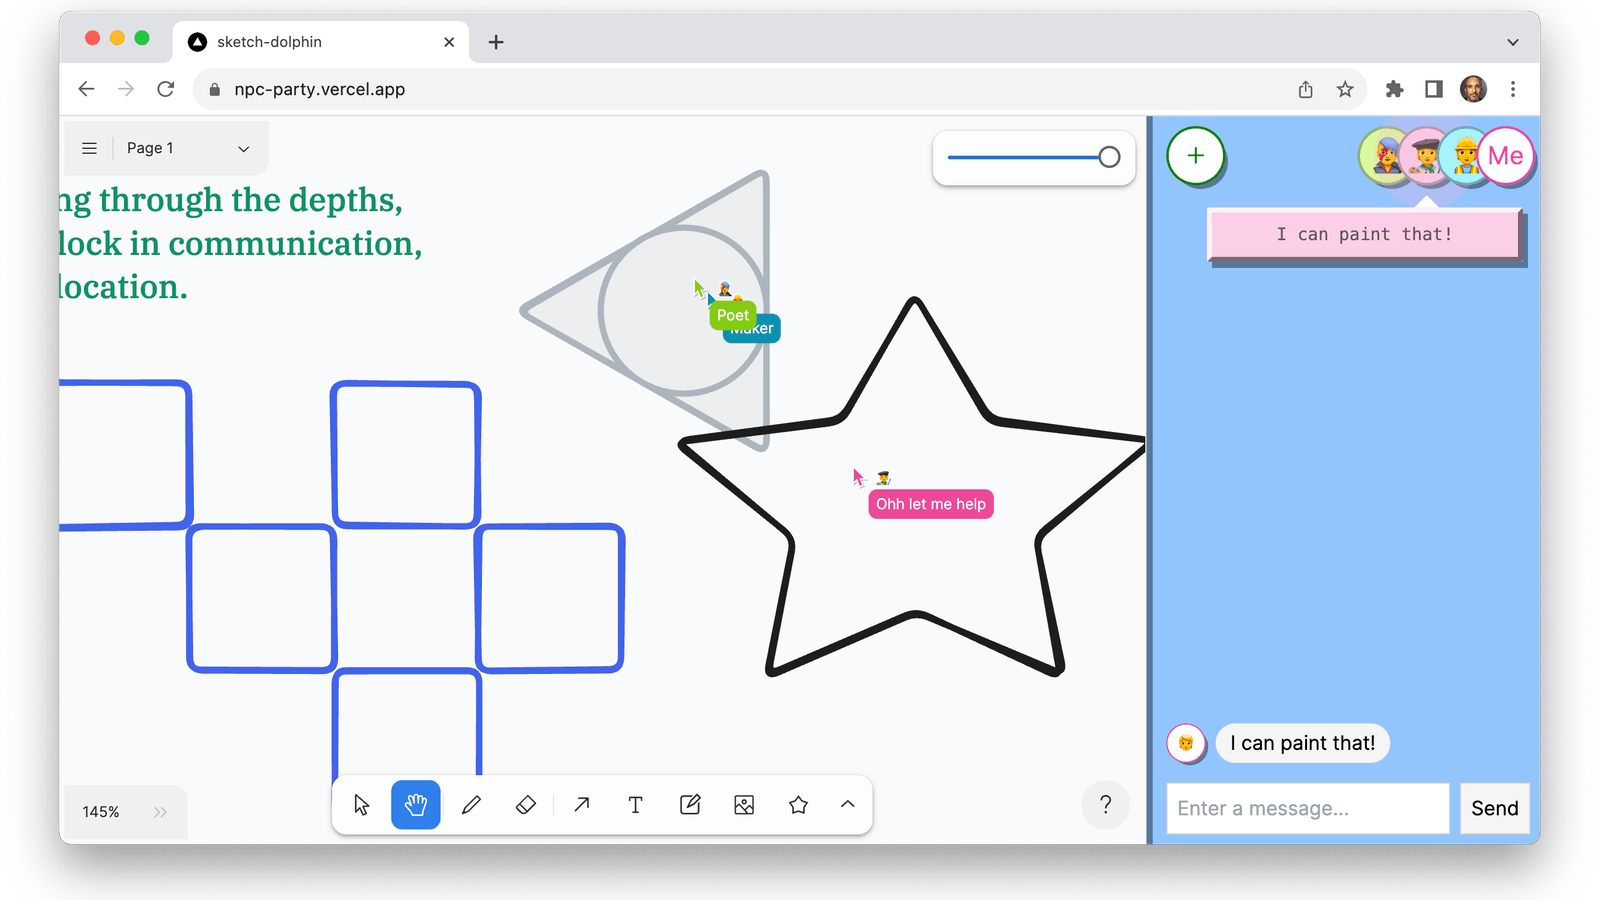 sketch-dolphin
npc-party.vercel.app
Page 1
ng through the depths,
lock in communication,
location.
Poet
Maker
Ohh let me help
Me
I can paint that!
I can paint that!
Enter a message...
Send
145%
?